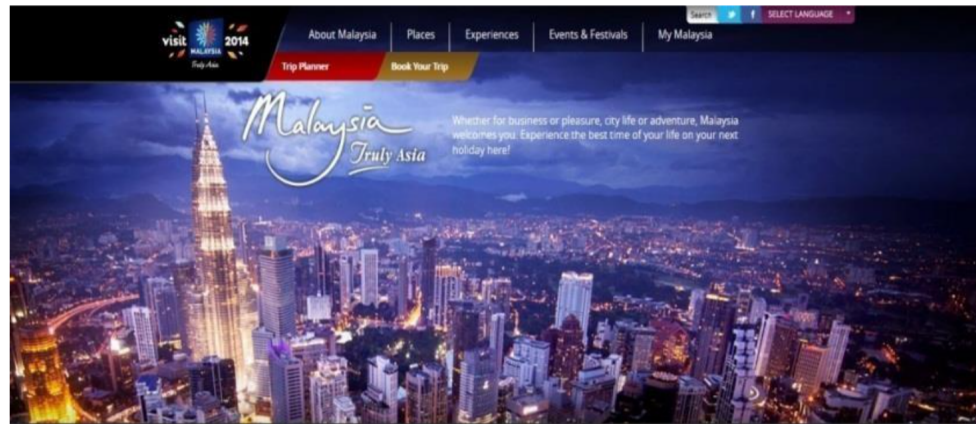 Search f SELECT LANGUAGE
visit MALAYSIA 2014
Truly Asia
About Malaysia Places Experiences Events & Festivals My Malaysia
Trip Planner Book Your Trip
Malaysia
Truly Asia
Whether for business or pleasure, city life or adventure, Malaysia
welcomes you. Experience the best time of your life on your next
holiday here!